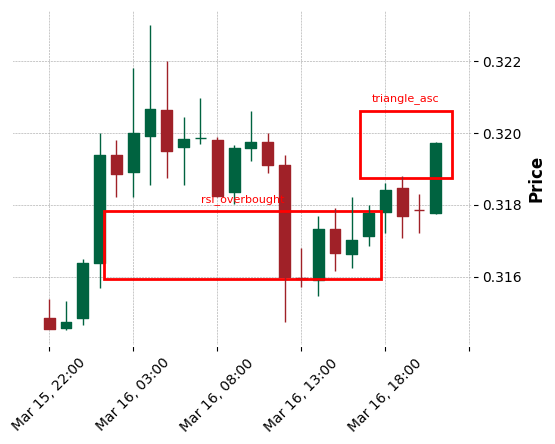 0.322
triangle_asc
0.320
Price
rsl_overbough
0.318
0.316
Mar 15, 22:00
Mar 16, 03:00
Mar 16, 08:00
Mar 16, 13:00
Mar 16, 18:00